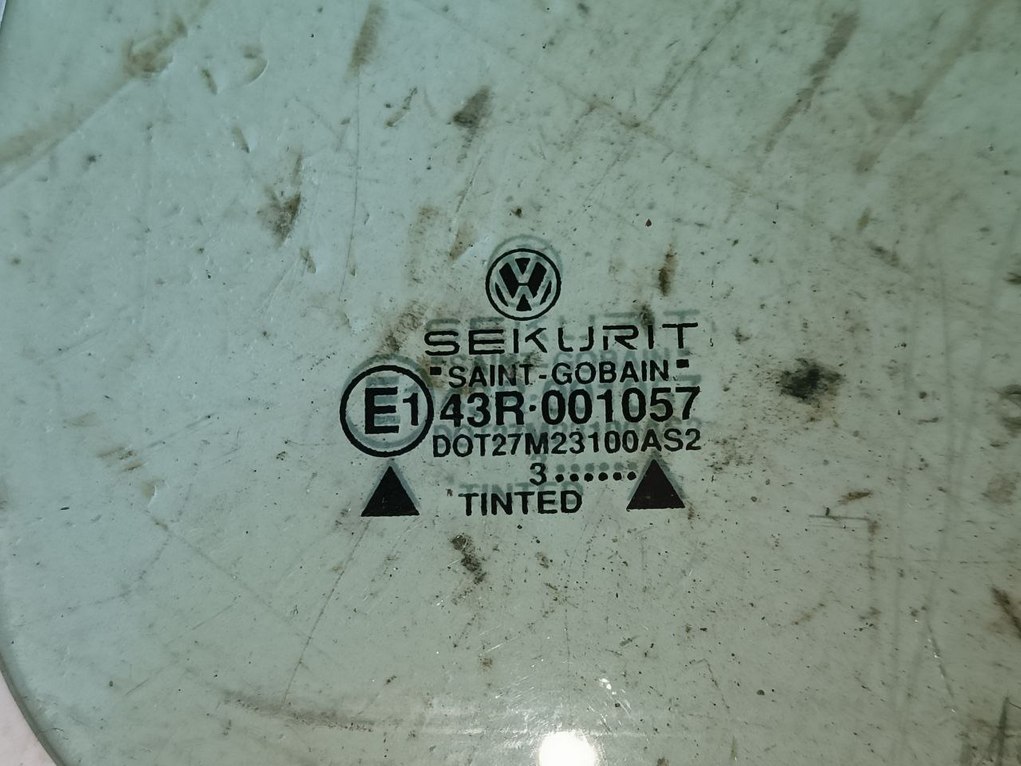 SEKURIT
SAINT-GOBAIN
E1 43R·001057
DOT27M23100AS2
3.......
TINTED